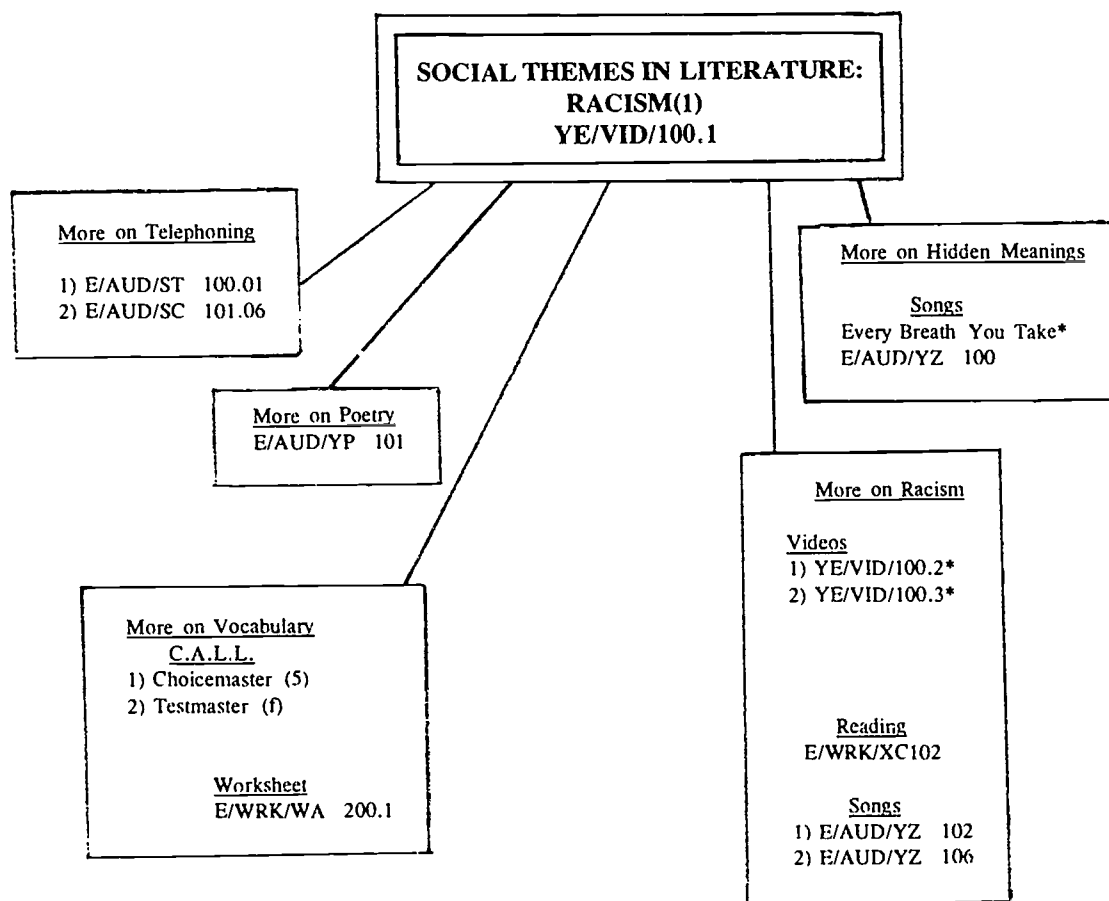 SOCIAL THEMES IN LITERATURE:
RACISM(1)
YE/VID/100.1
More on Telephoning
1) E/AUD/ST 100.01
2) E/AUD/SC 101.06
More on Hidden Meanings
Songs
Every Breath You Take*
E/AUD/YZ 100
More on Poetry
E/AUD/YP 101
More on Racism
Videos
1) YE/VID/100.2*
2) YE/VID/100.3*
Reading
E/WRK/XC102
Songs
1) E/AUD/YZ 102
2) E/AUD/YZ 106
More on Vocabulary
C.A.L.L.
1) Choicemaster (5)
2) Testmaster (f)
Worksheet
E/WRK/WA 200.1